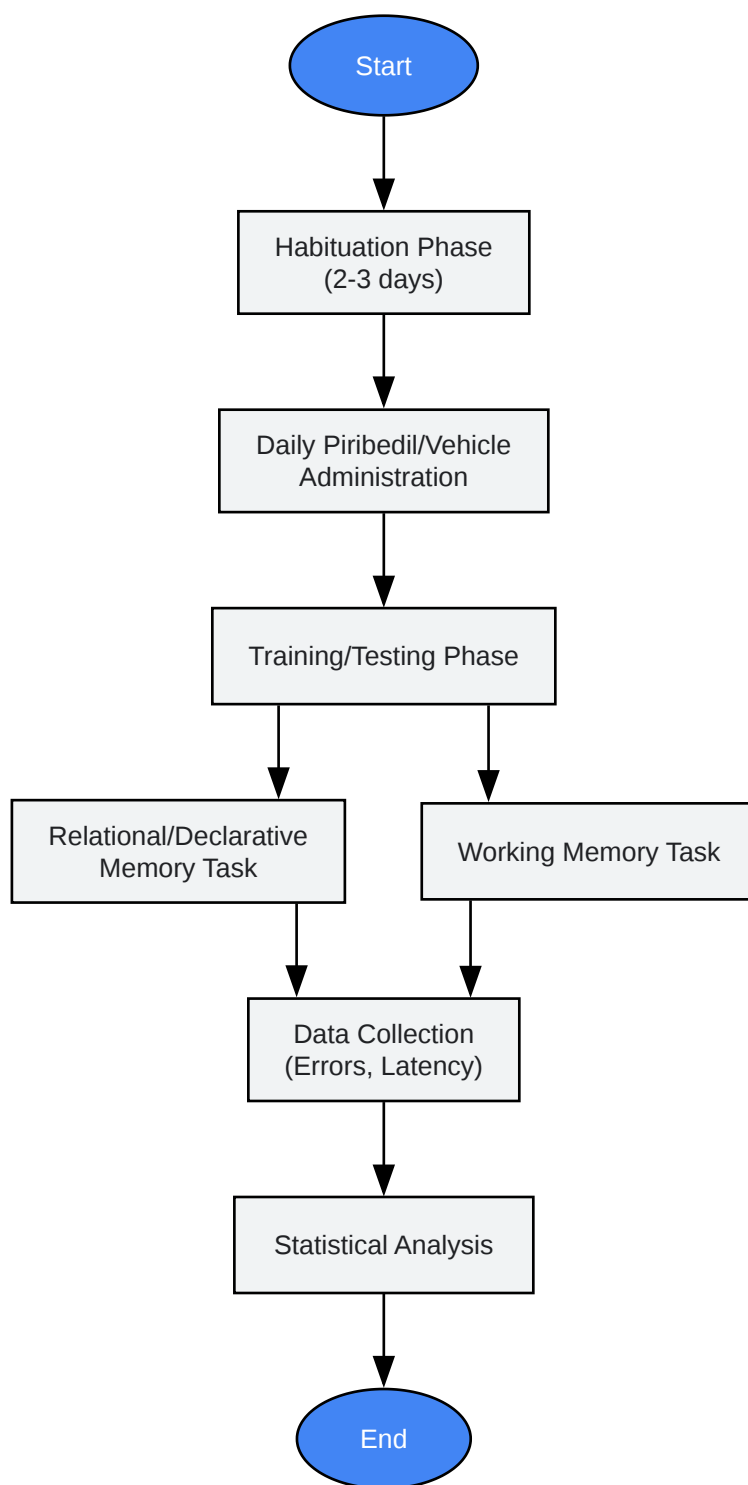 Start
Habituation Phase
(2-3 days)
Daily Piribedil/Vehicle
Administration
Training/Testing Phase
Relational/Declarative
Memory Task
Working Memory Task
Data Collection
(Errors, Latency)
Statistical Analysis
End